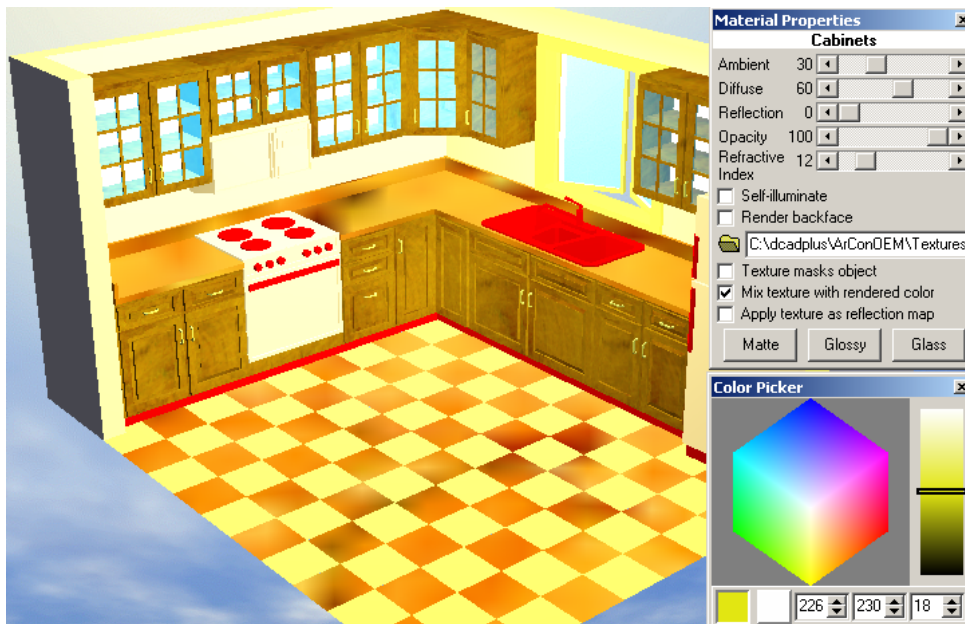 Material Properties
Cabinets
Ambient 30
Diffuse 60
Reflection 0
Opacity 100
Refractive Index 12
Self-illuminate
Render backface
C:\dcadplus\ArConOEM\Textures
Texture masks object
Mix texture with rendered color
Apply texture as reflection map
Matte Glossy Glass
Color Picker
226 230 18